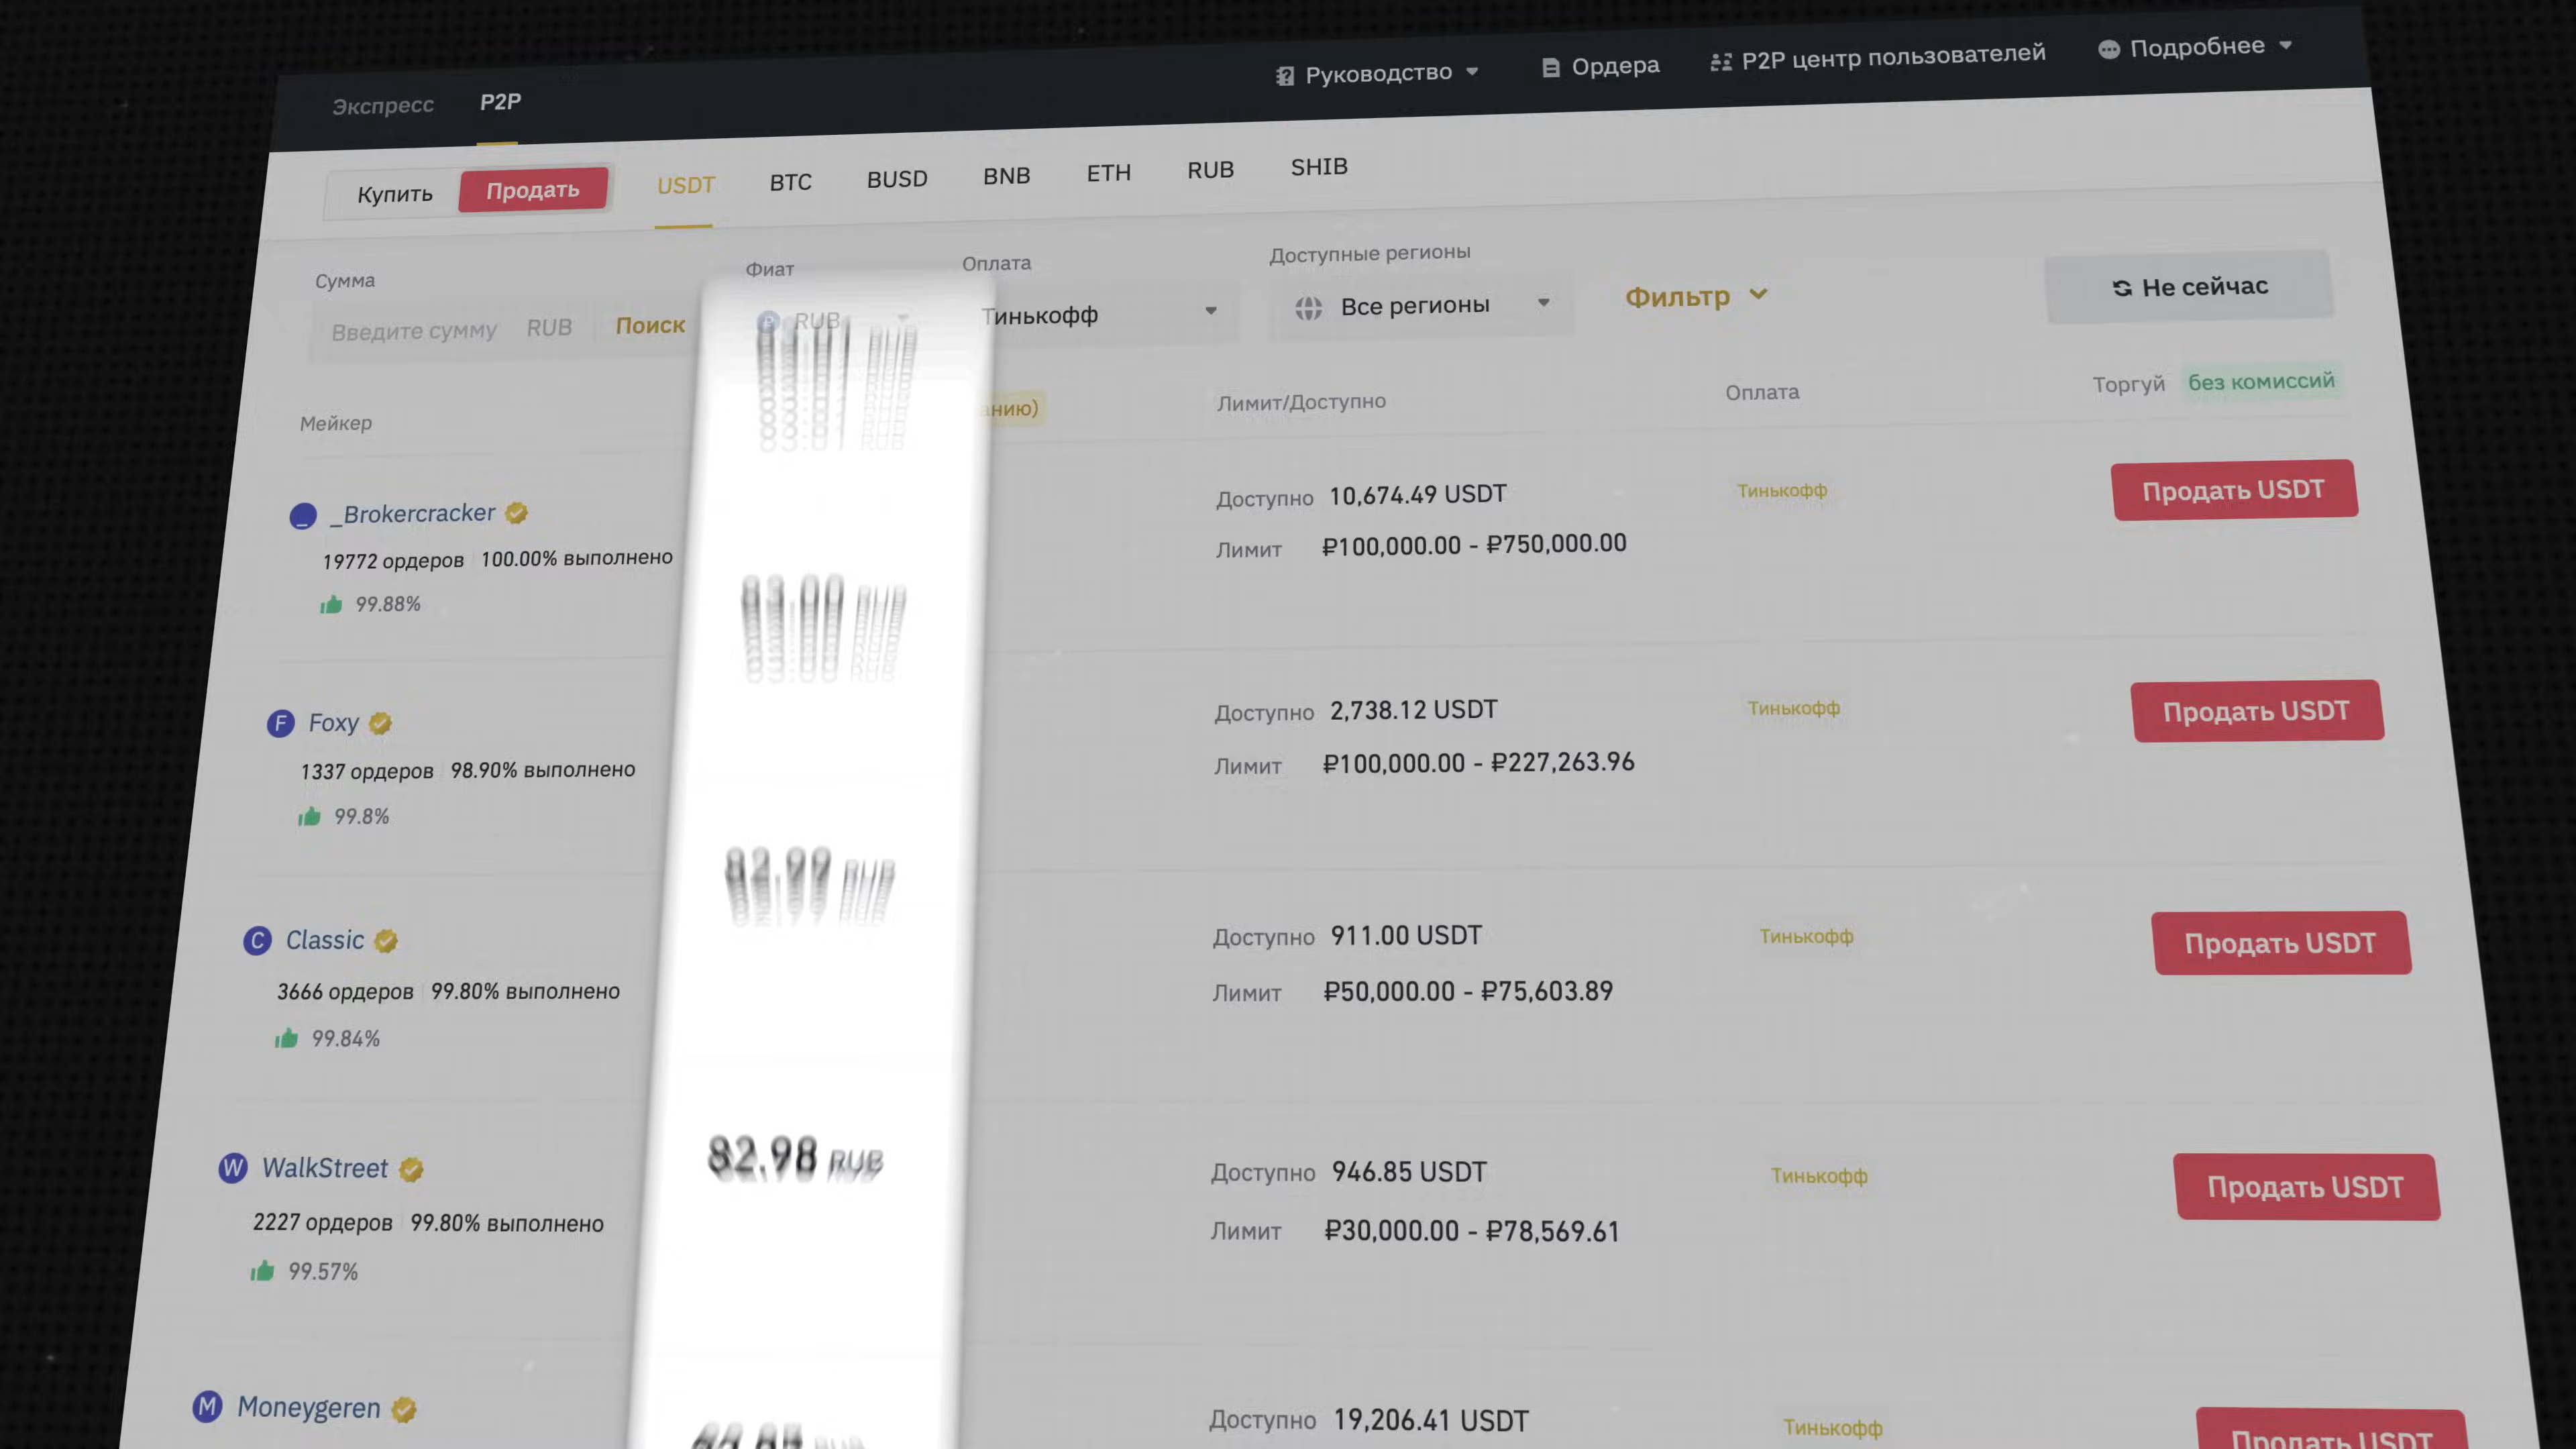 Экспресс P2P Руководство Ордера P2P центр пользователей Подробнее
Купить Продать USDT BTC BUSD BNB ETH RUB SHIB
Сумма Фиат Оплата Доступные регионы
Введите сумму RUB Поиск RUB Тинькофф Все регионы Фильтр Не сейчас
Мейкер Лимит/Доступно Оплата Торгуй без комиссий
_ _Brokercracker Доступно 10,674.49 USDT Тинькофф Продать USDT
19772 ордеров 100.00% выполнено Лимит ₽100,000.00 - ₽750,000.00
99.88%
F Foxy Доступно 2,738.12 USDT Тинькофф Продать USDT
1337 ордеров 98.90% выполнено Лимит ₽100,000.00 - ₽227,263.96
99.8%
C Classic Доступно 911.00 USDT Тинькофф Продать USDT
3666 ордеров 99.80% выполнено Лимит ₽50,000.00 - ₽75,603.89
99.84%
W WalkStreet 82.98 RUB Доступно 946.85 USDT Тинькофф Продать USDT
2227 ордеров 99.80% выполнено Лимит ₽30,000.00 - ₽78,569.61
99.57%
M Moneygeren Доступно 19,206.41 USDT Тинькофф Продать USDT